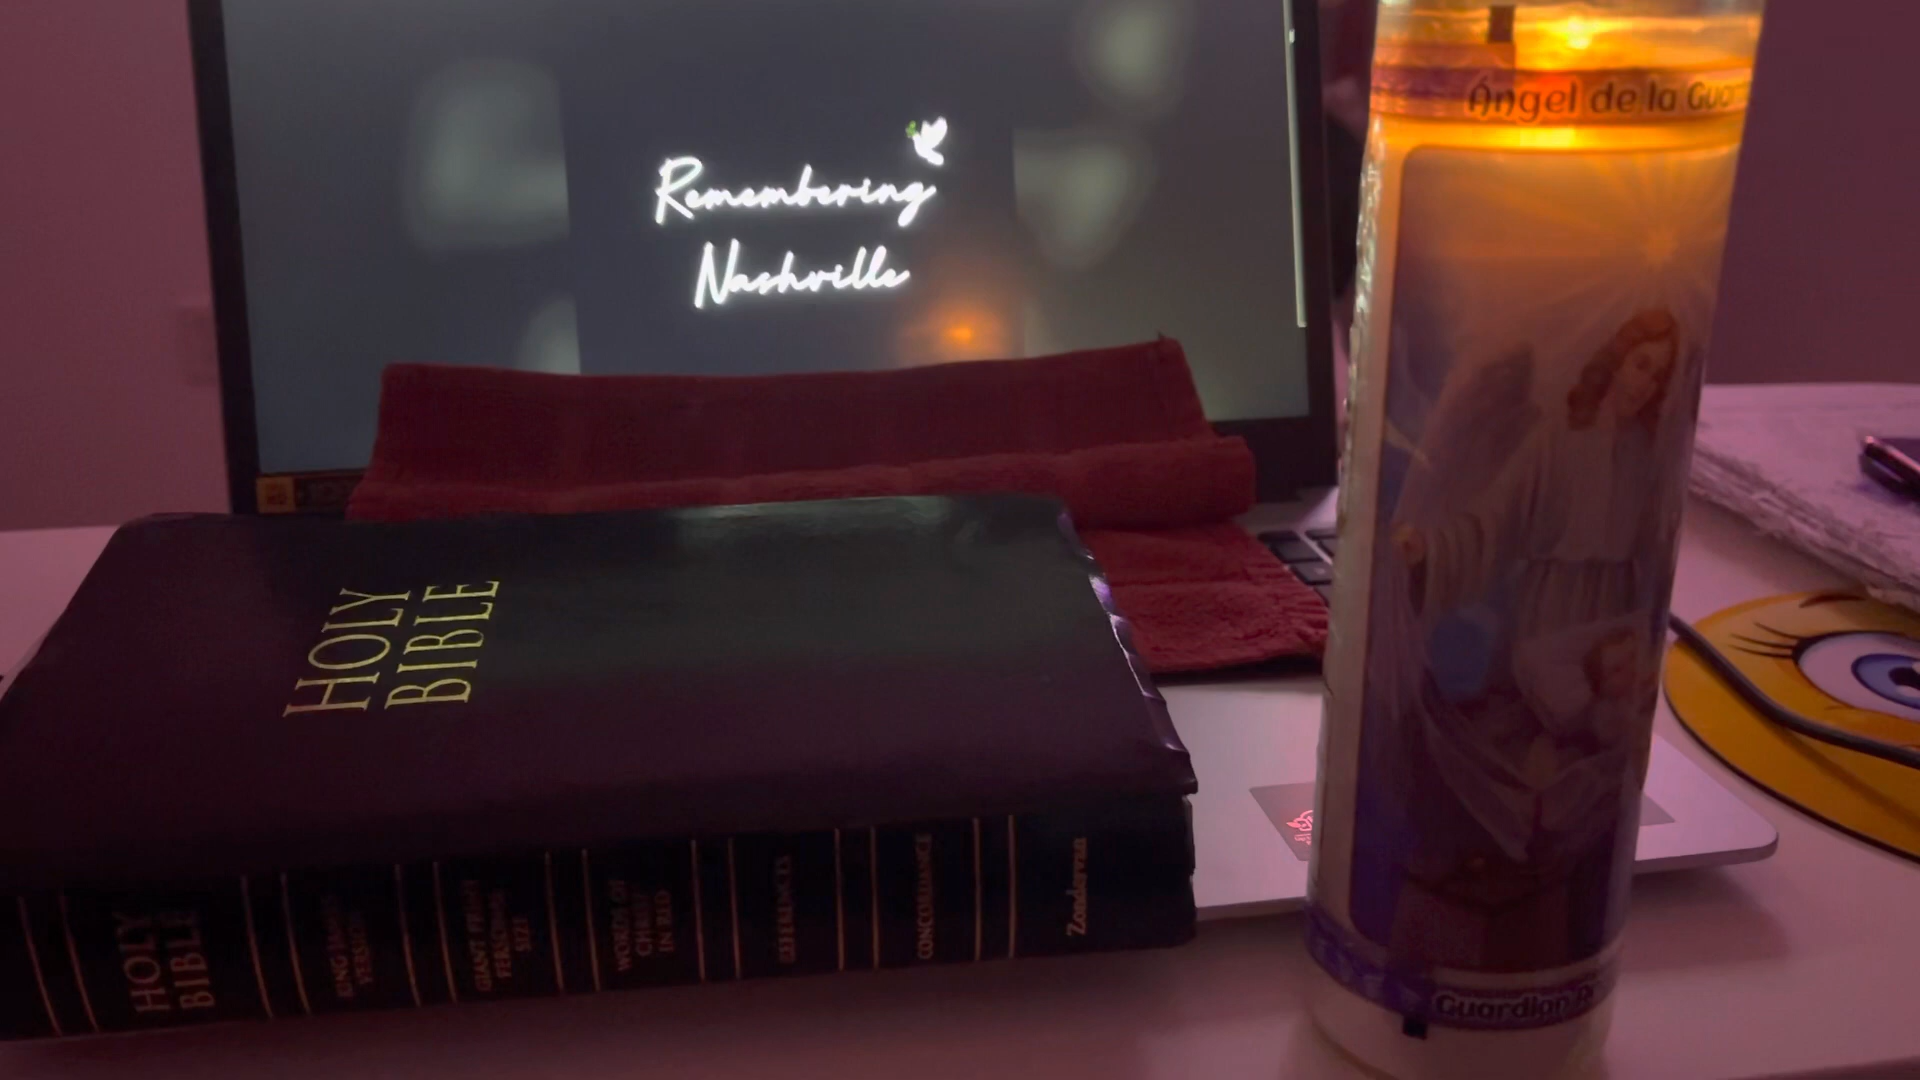 Remembering
Nashville
Ángel de la Guar
HOLY
BIBLE
HOLY
BIBLE
KING JAMES
VERSION
GIANT PRINT
PERSONAL
SIZE
WORDS OF
CHRIST
IN RED
REFERENCES
CONCORDANCE
Zondervan
Guardian